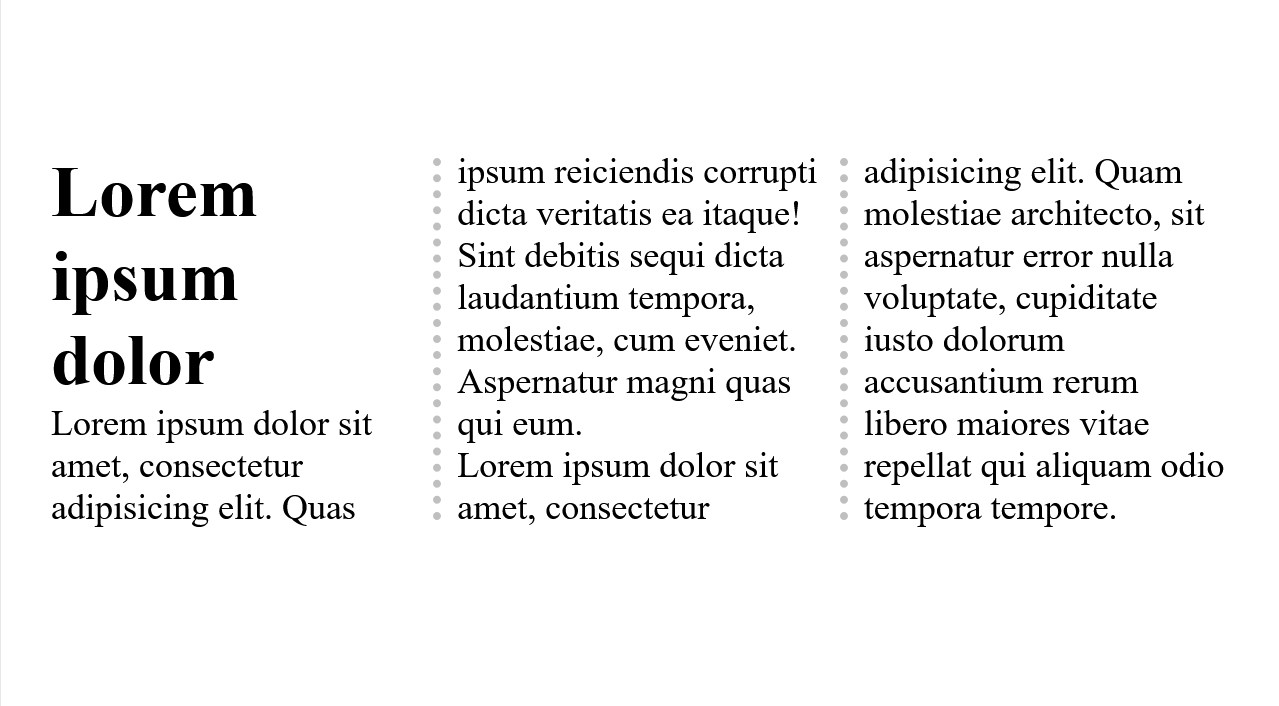 Lorem
ipsum
dolor
Lorem ipsum dolor sit
amet, consectetur
adipisicing elit. Quas
ipsum reiciendis corrupti
dicta veritatis ea itaque!
Sint debitis sequi dicta
laudantium tempora,
molestiae, cum eveniet.
Aspernatur magni quas
qui eum.
Lorem ipsum dolor sit
amet, consectetur
adipisicing elit. Quam
molestiae architecto, sit
aspernatur error nulla
voluptate, cupiditate
iusto dolorum
accusantium rerum
libero maiores vitae
repellat qui aliquam odio
tempora tempore.